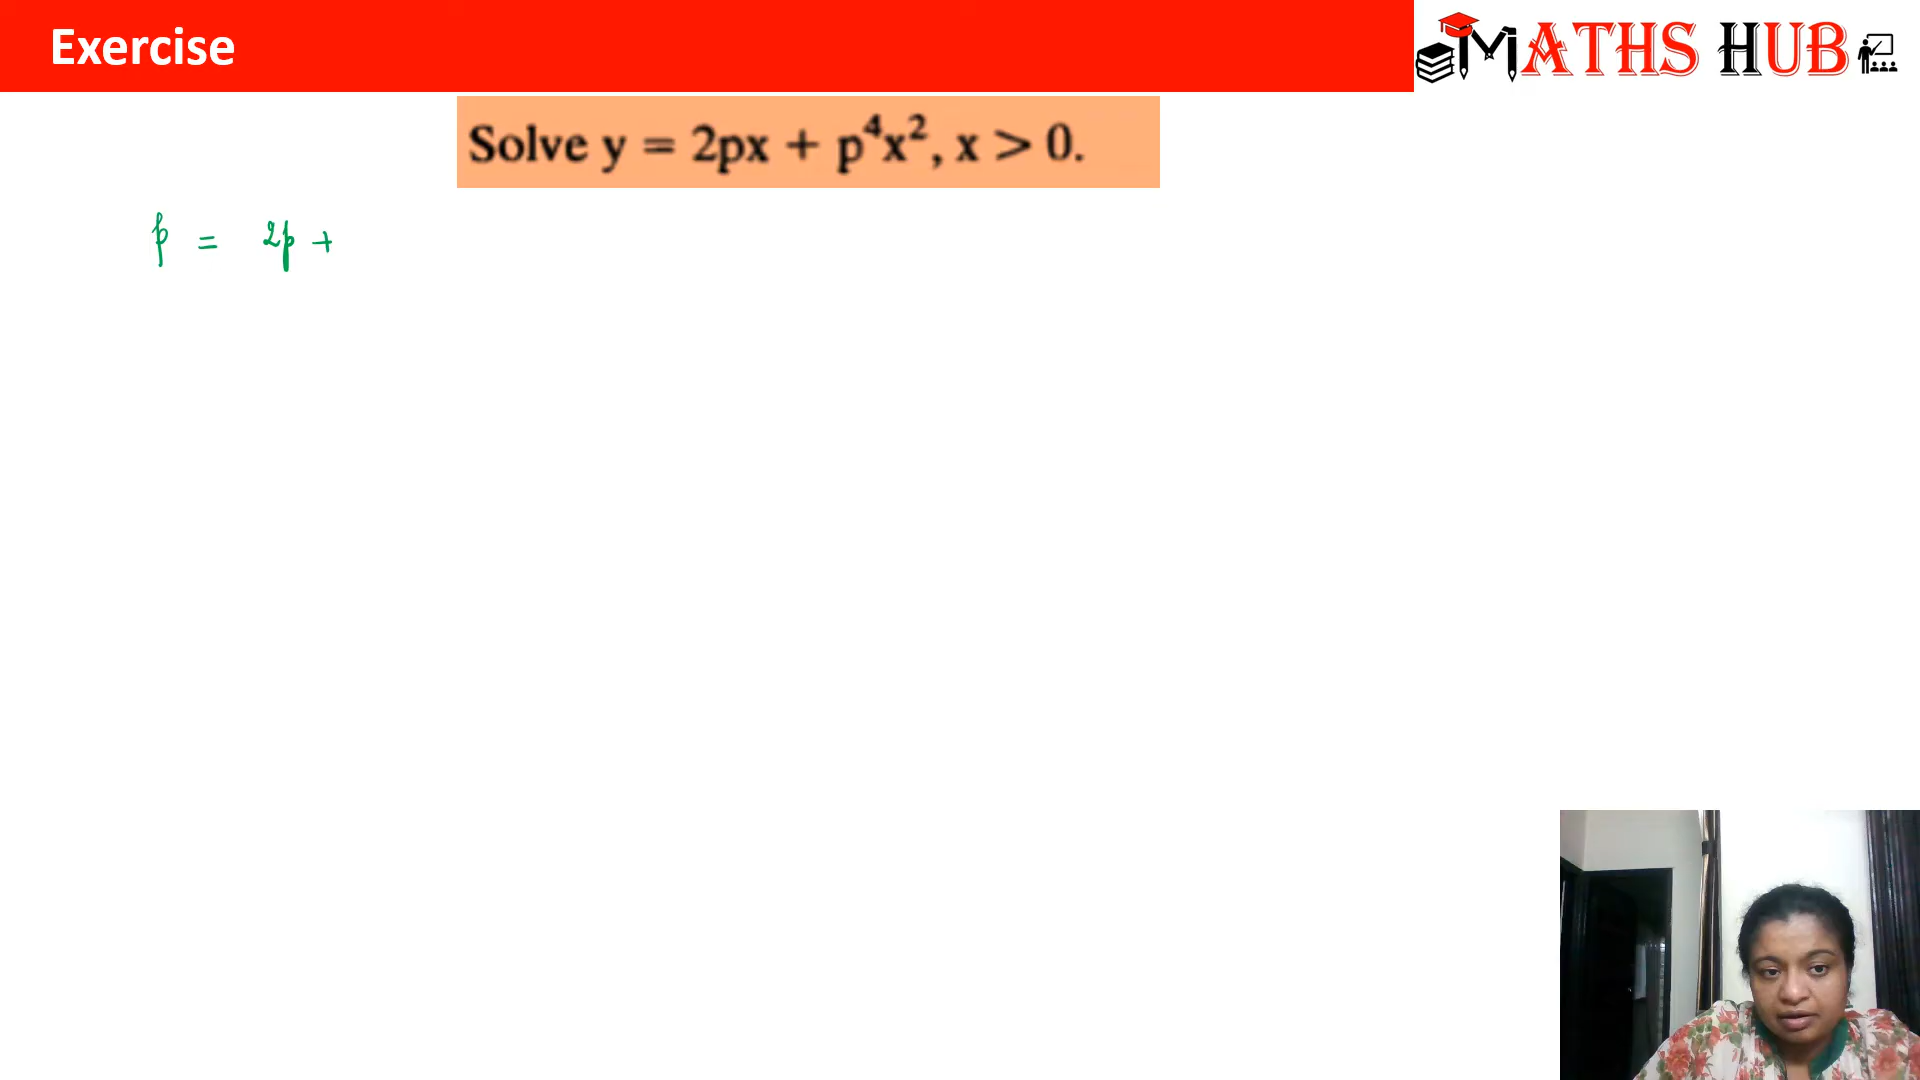 Exercise
MATHS HUB
Solve y = 2px + p⁴x², x > 0.
p = 2p +